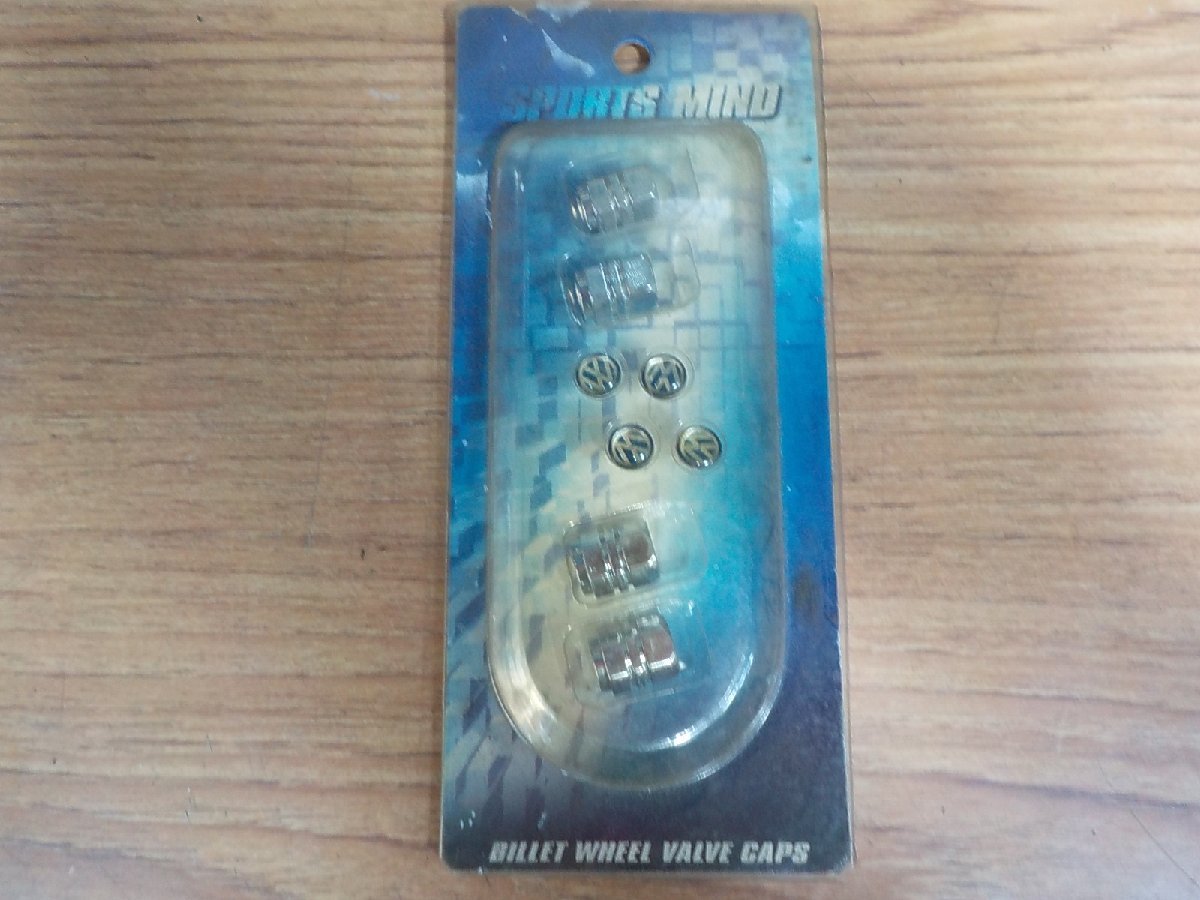 SPORTS MIND
BILLET WHEEL VALVE CAPS